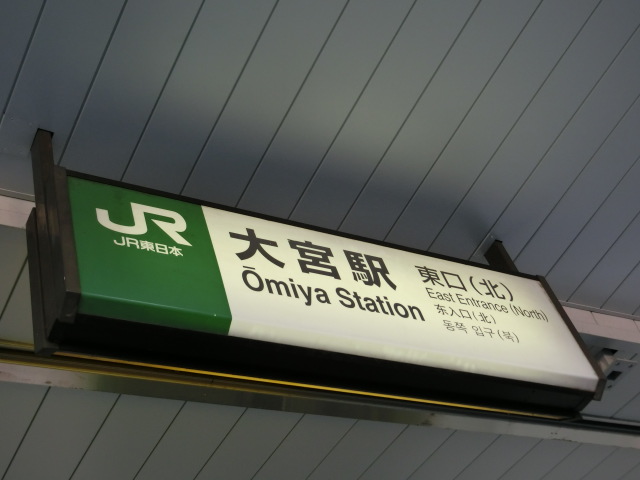 JR
JR東日本
大宮駅
Ōmiya Station
東口(北)
East Entrance (North)
东入口(北)
동쪽 입구(북)